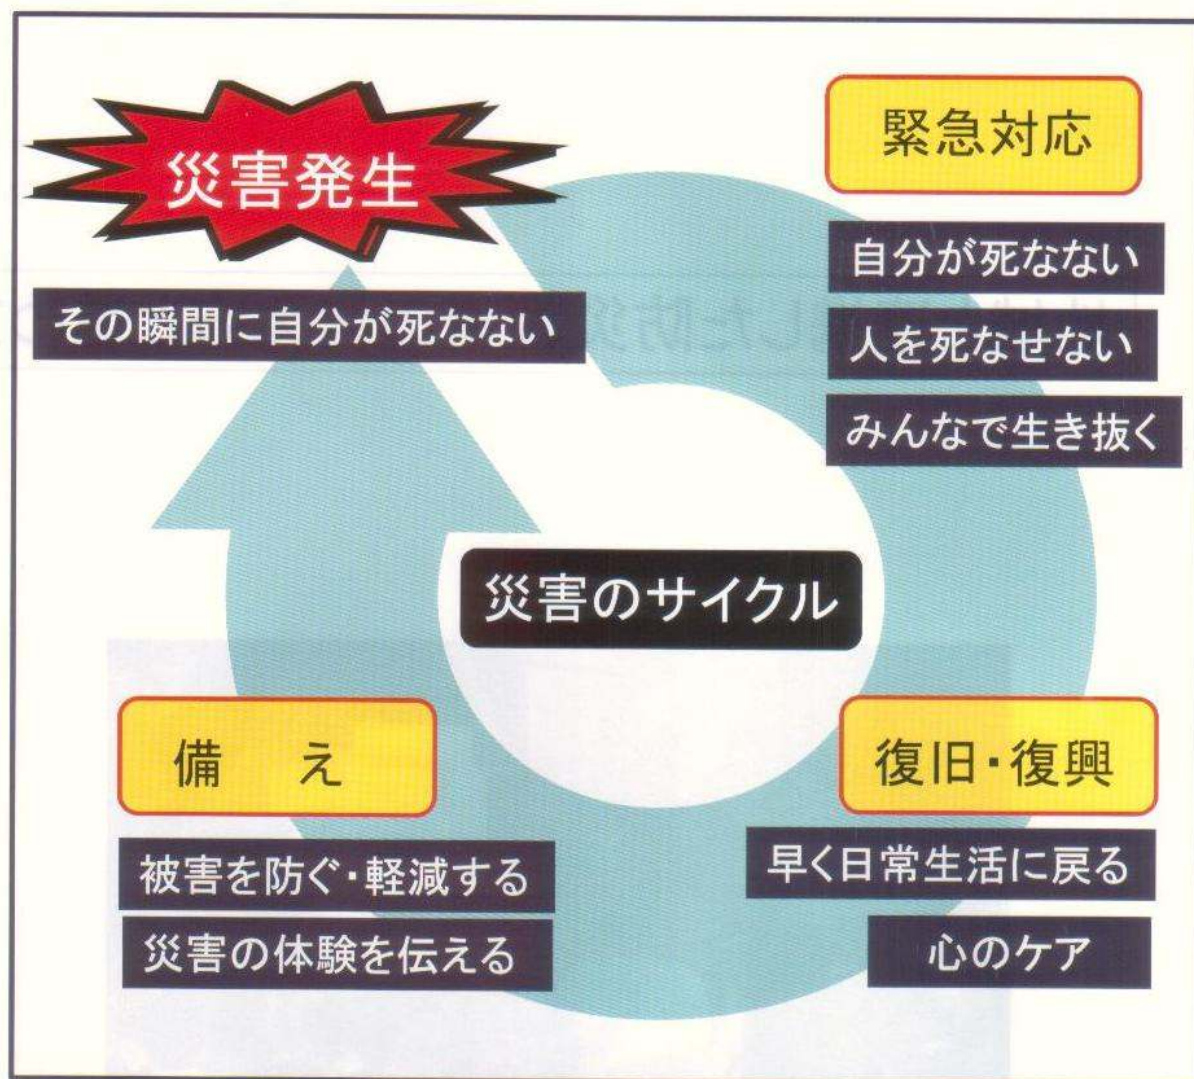 災害発生
その瞬間に自分が死なない
緊急対応
自分が死なない
人を死なせない
みんなで生き抜く
災害のサイクル
復旧・復興
早く日常生活に戻る
心のケア
備 え
被害を防ぐ・軽減する
災害の体験を伝える